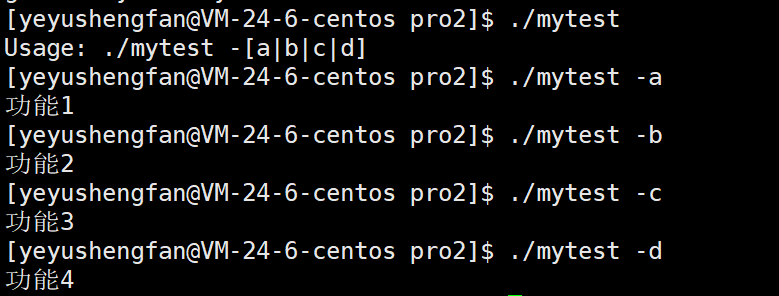 [yeyushengfan@VM-24-6-centos pro2]$ ./mytest
Usage: ./mytest -[a|b|c|d]
[yeyushengfan@VM-24-6-centos pro2]$ ./mytest -a
功能1
[yeyushengfan@VM-24-6-centos pro2]$ ./mytest -b
功能2
[yeyushengfan@VM-24-6-centos pro2]$ ./mytest -c
功能3
[yeyushengfan@VM-24-6-centos pro2]$ ./mytest -d
功能4